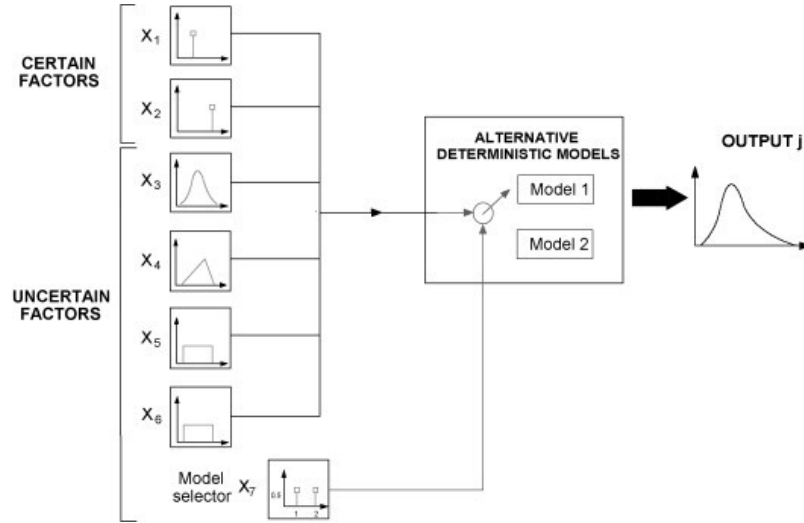 CERTAIN
FACTORS
X1
X2
UNCERTAIN
FACTORS
X3
X4
X5
X6
Model
selector
X7
0.5
1 2
ALTERNATIVE
DETERMINISTIC MODELS
Model 1
Model 2
OUTPUT j